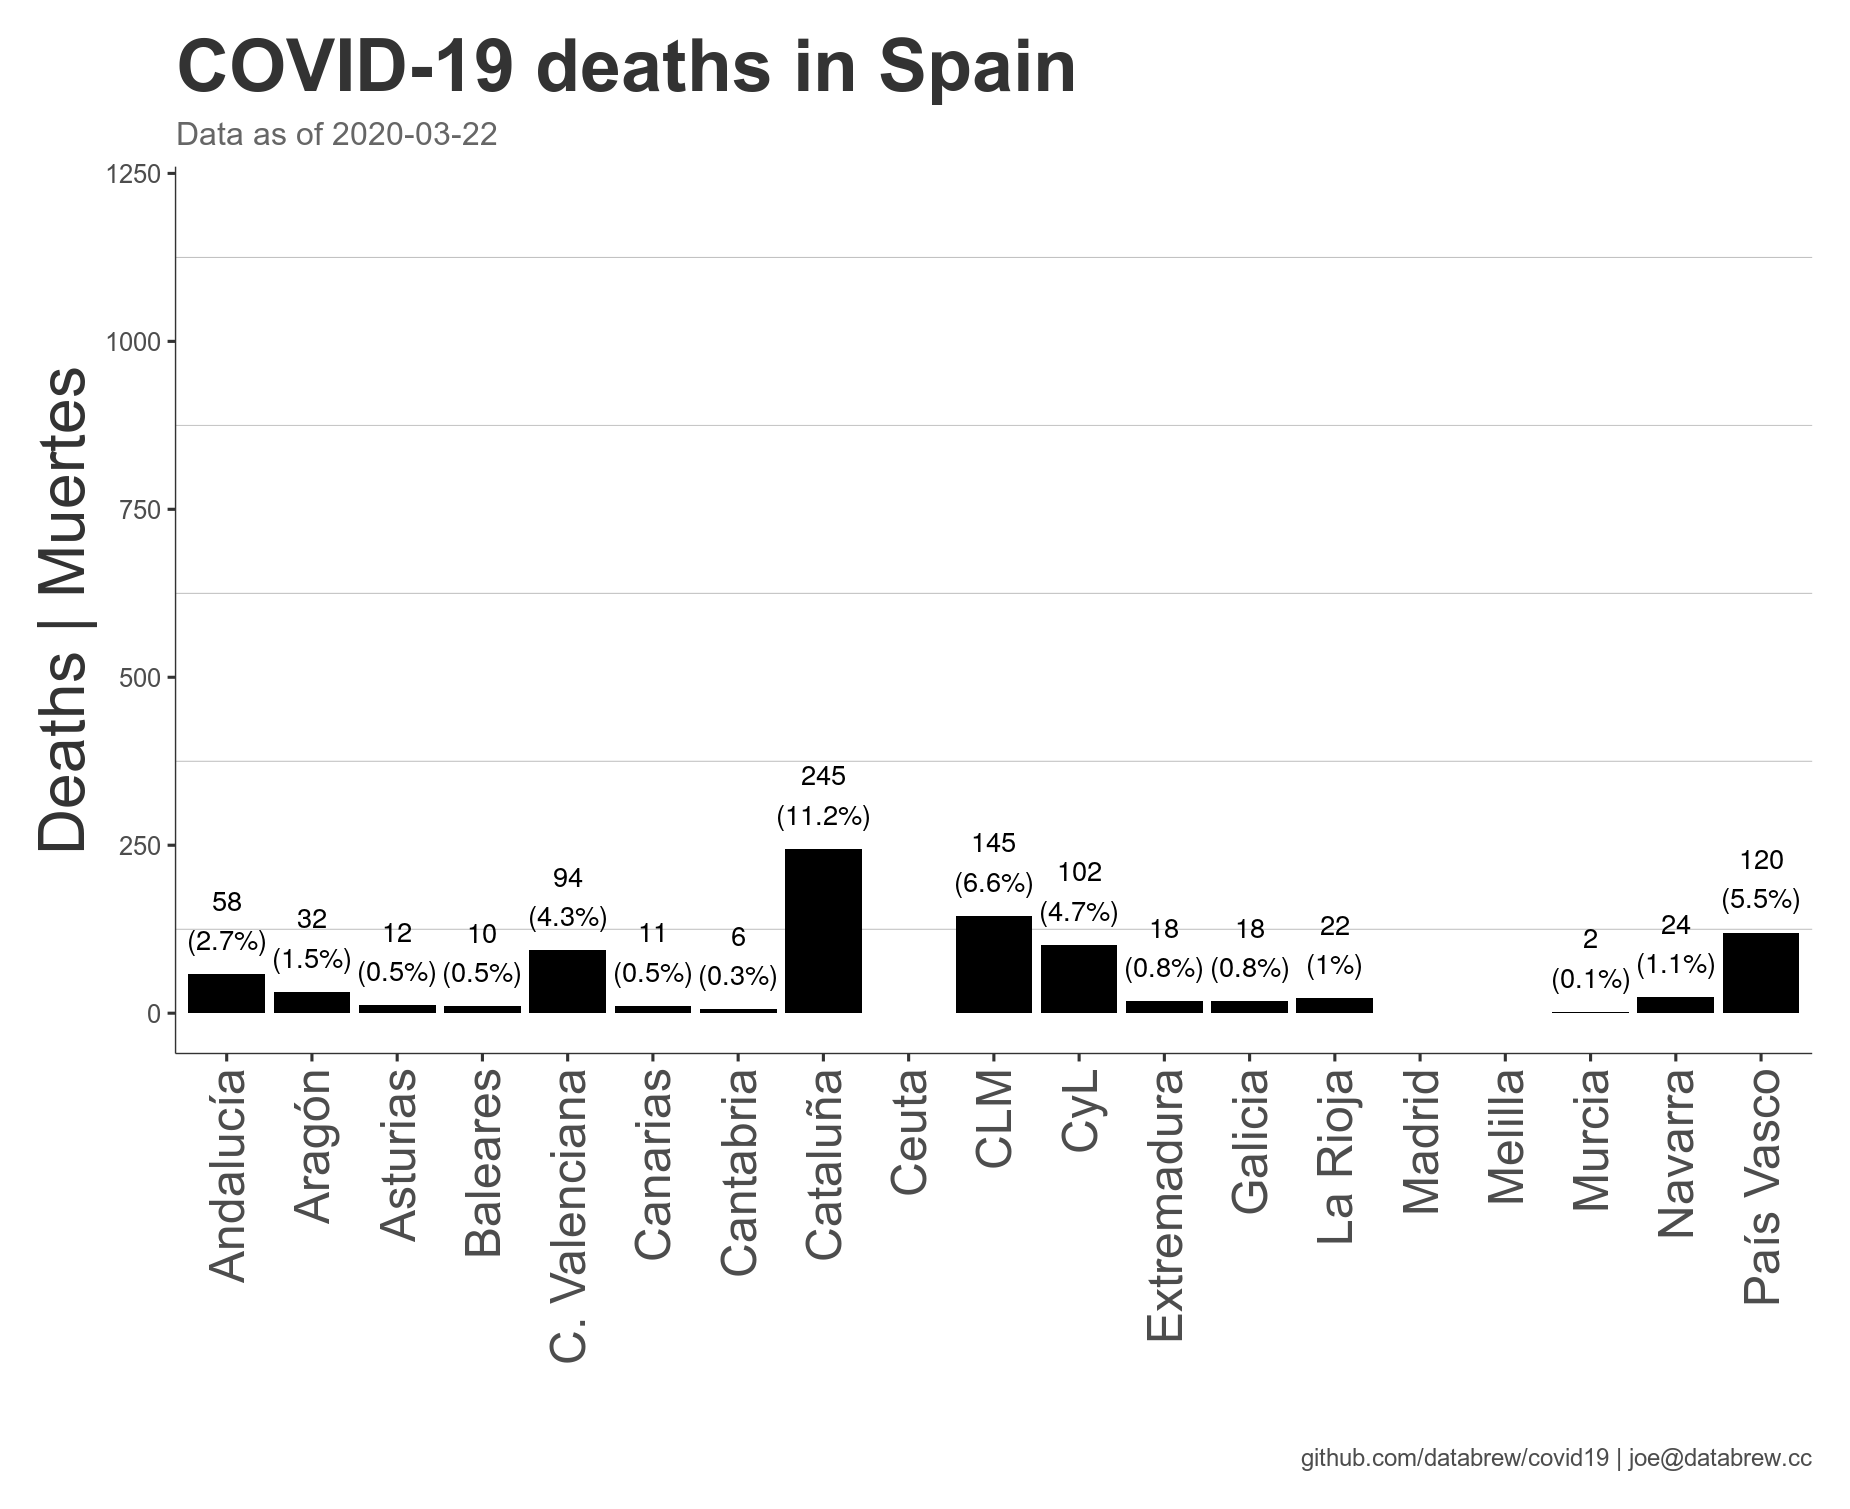 COVID-19 deaths in Spain
Data as of 2020-03-22
Deaths | Muertes
1250
1000
750
500
250
0
58
(2.7%)
32
(1.5%)
12
(0.5%)
10
(0.5%)
94
(4.3%)
11
(0.5%)
6
(0.3%)
245
(11.2%)
145
(6.6%)
102
(4.7%)
18
(0.8%)
18
(0.8%)
22
(1%)
2
(0.1%)
24
(1.1%)
120
(5.5%)
Andalucía
Aragón
Asturias
Baleares
C. Valenciana
Canarias
Cantabria
Cataluña
Ceuta
CLM
CyL
Extremadura
Galicia
La Rioja
Madrid
Melilla
Murcia
Navarra
País Vasco
github.com/databrew/covid19 | joe@databrew.cc